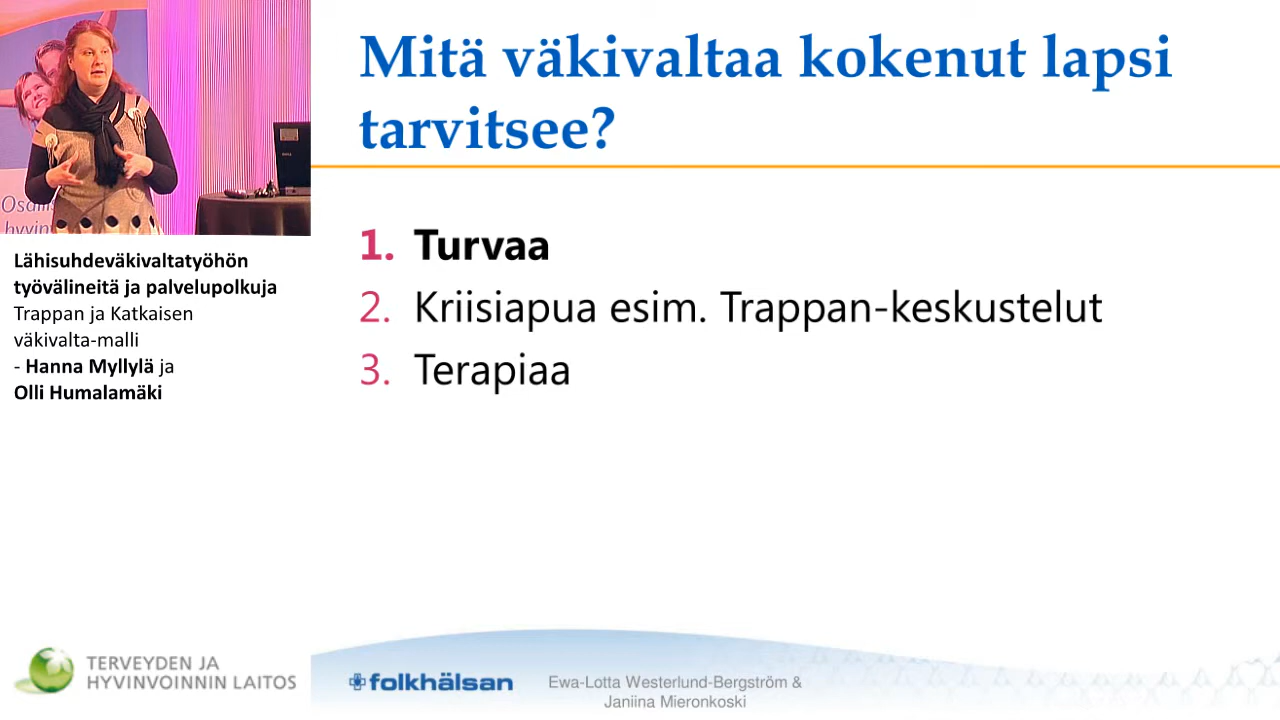 Mitä väkivaltaa kokenut lapsi
tarvitsee?
1. Turvaa
2. Kriisiapua esim. Trappan-keskustelut
3. Terapiaa
Lähisuhdeväkivaltatyöhön
työvälineitä ja palvelupolkuja
Trappan ja Katkaisen
väkivalta-malli
- Hanna Myllylä ja
Olli Humalamäki
TERVEYDEN JA
HYVINVOINNIN LAITOS
folkhälsan
Ewa-Lotta Westerlund-Bergström &
Janiina Mieronkoski